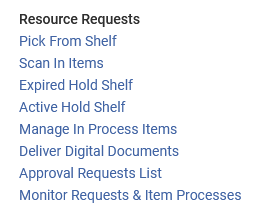 Resource Requests
Pick From Shelf
Scan In Items
Expired Hold Shelf
Active Hold Shelf
Manage In Process Items
Deliver Digital Documents
Approval Requests List
Monitor Requests & Item Processes